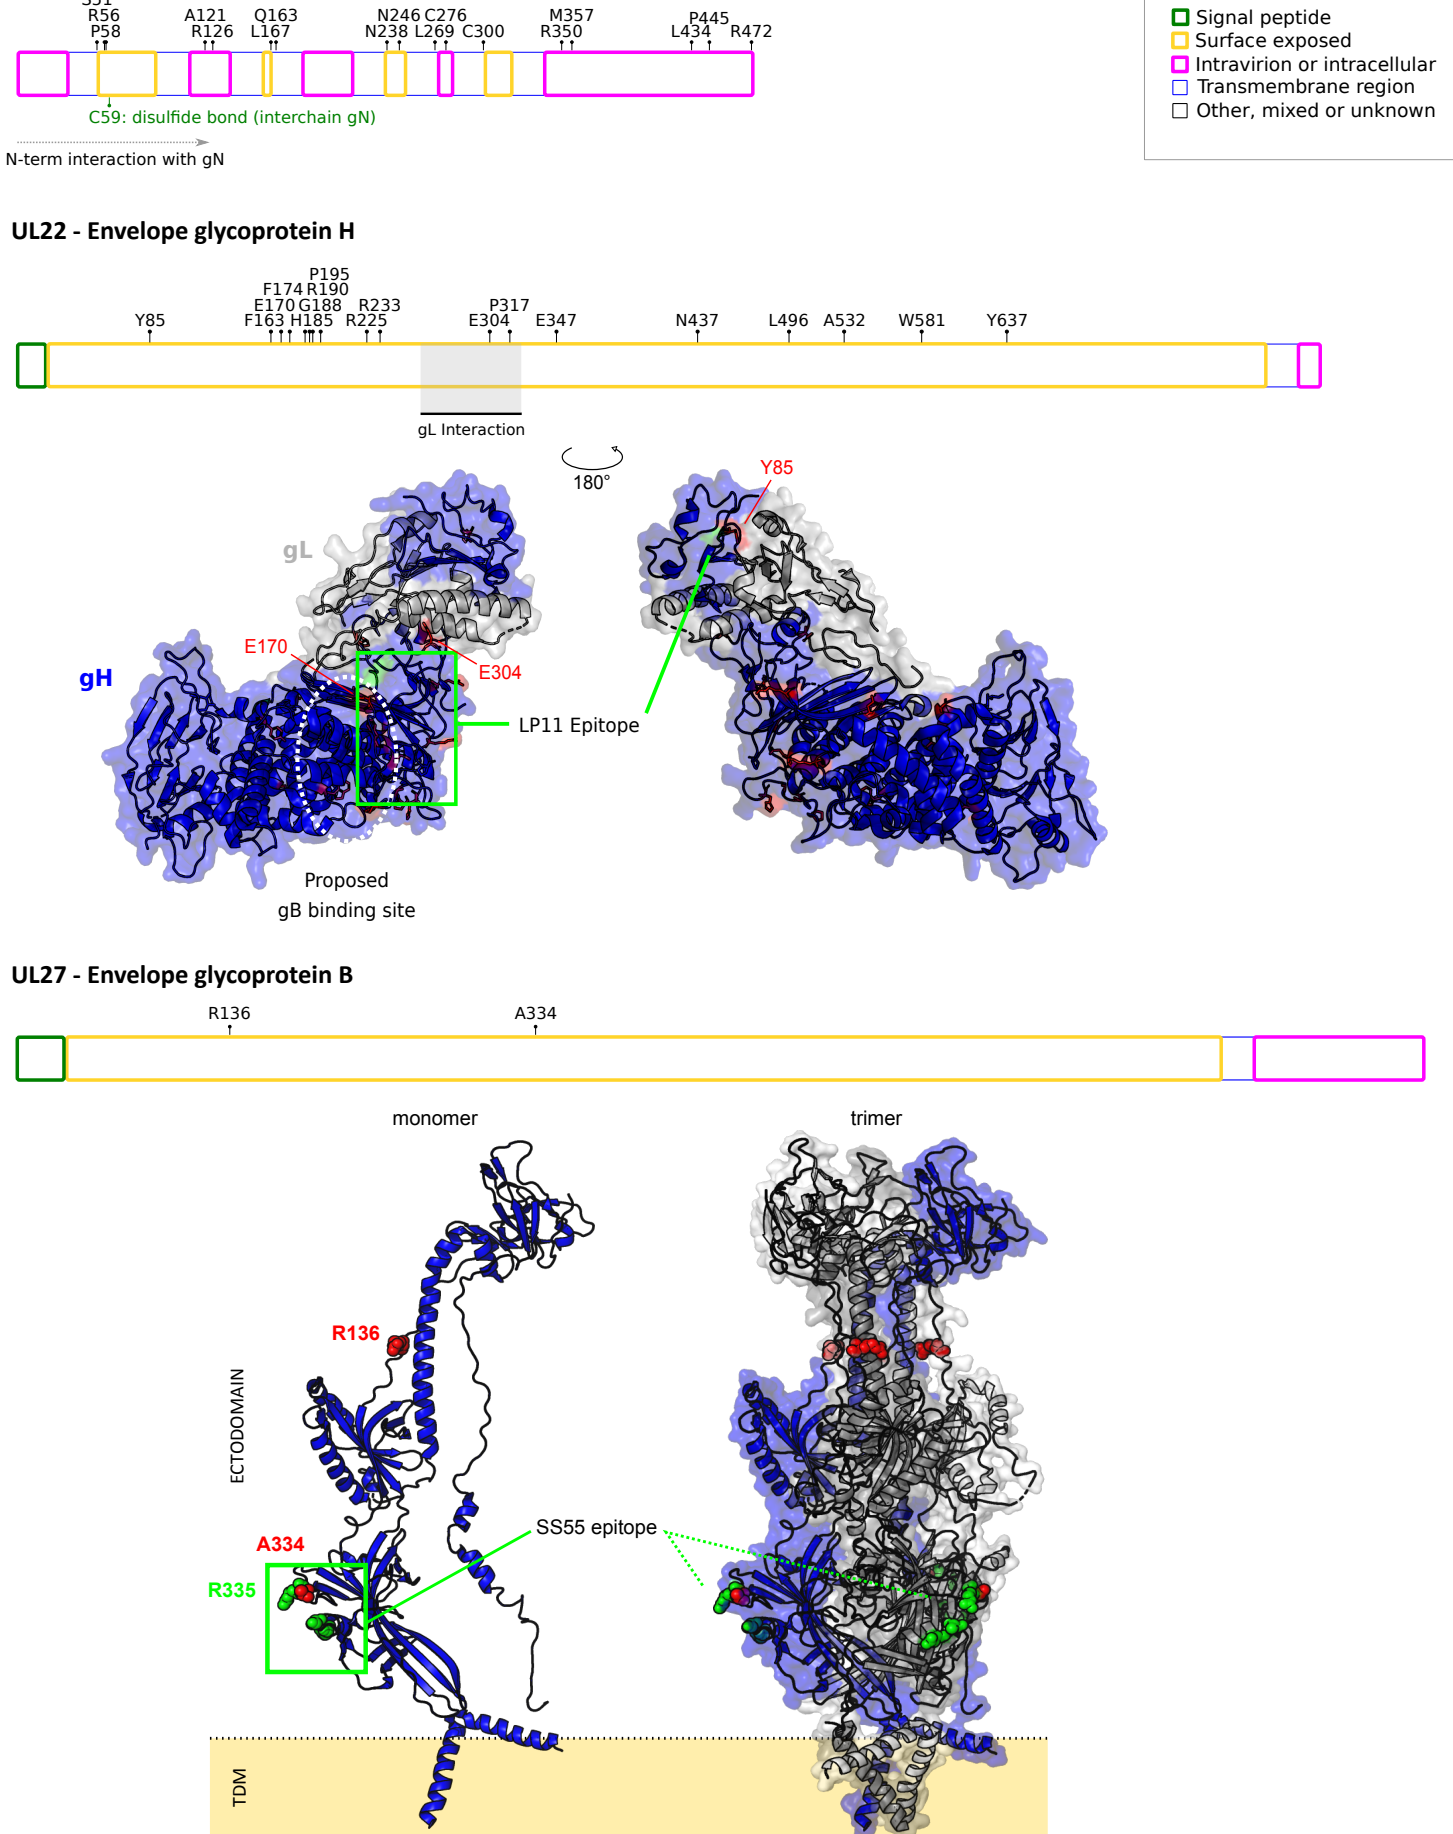 R56
A121
Q163
N246 C276
M357
P445
P58
R126
L167
N238
L269
C300
R350
L434
R472
C59: disulfide bond (interchain gN)
N-term interaction with gN
Signal peptide
Surface exposed
Intravirion or intracellular
Transmembrane region
Other, mixed or unknown
UL22 - Envelope glycoprotein H
P195
F174 R190
E170 G188
R233
P317
Y85
F163 H185
R225
E304
E347
N437
L496
A532
W581
Y637
gL Interaction
180°
Y85
gL
E170
E304
gH
LP11 Epitope
Proposed
gB binding site
UL27 - Envelope glycoprotein B
R136
A334
monomer
trimer
R136
ECTODOMAIN
SS55 epitope
A334
R335
TDM